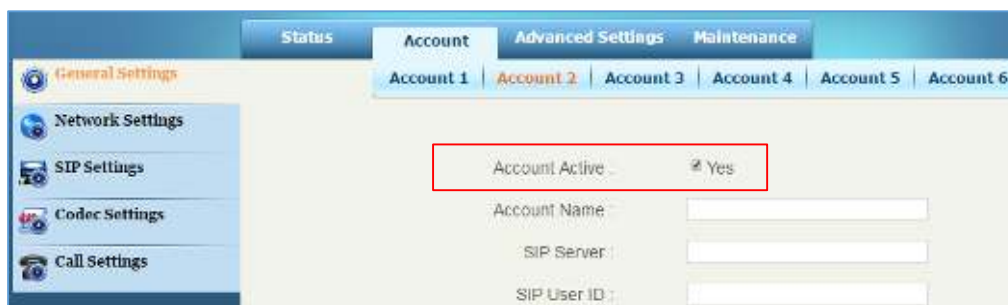 Status Account Advanced Settings Maintenance
General Settings
Account 1 Account 2 Account 3 Account 4 Account 5 Account 6
Network Settings
SIP Settings
Codec Settings
Call Settings
Account Active : Yes
Account Name :
SIP Server :
SIP User ID :